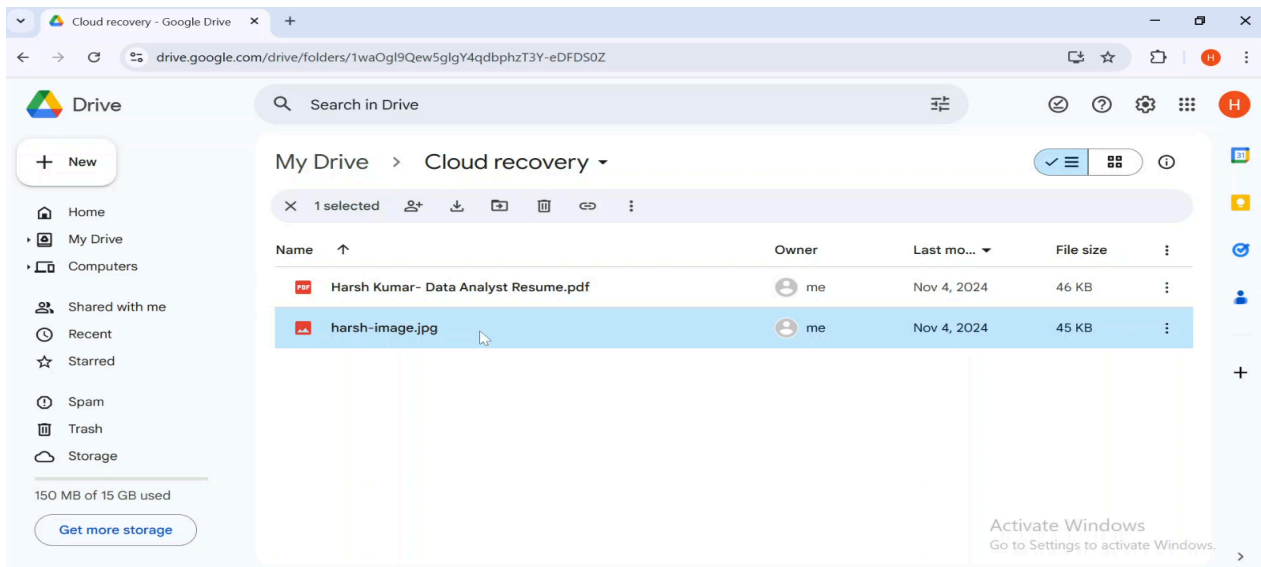 Cloud recovery - Google Drive
drive.google.com/drive/folders/1waOgl9Qew5glgY4qdbphzT3Y-eDFDS0Z
H
Drive
Search in Drive
H
New
My Drive > Cloud recovery
31
1 selected
Home
My Drive
Computers
Name Owner Last mo... File size
PDF Harsh Kumar- Data Analyst Resume.pdf me Nov 4, 2024 46 KB
harsh-image.jpg me Nov 4, 2024 45 KB
Shared with me
Recent
Starred
Spam
Trash
Storage
150 MB of 15 GB used
Get more storage
Activate Windows
Go to Settings to activate Windows.